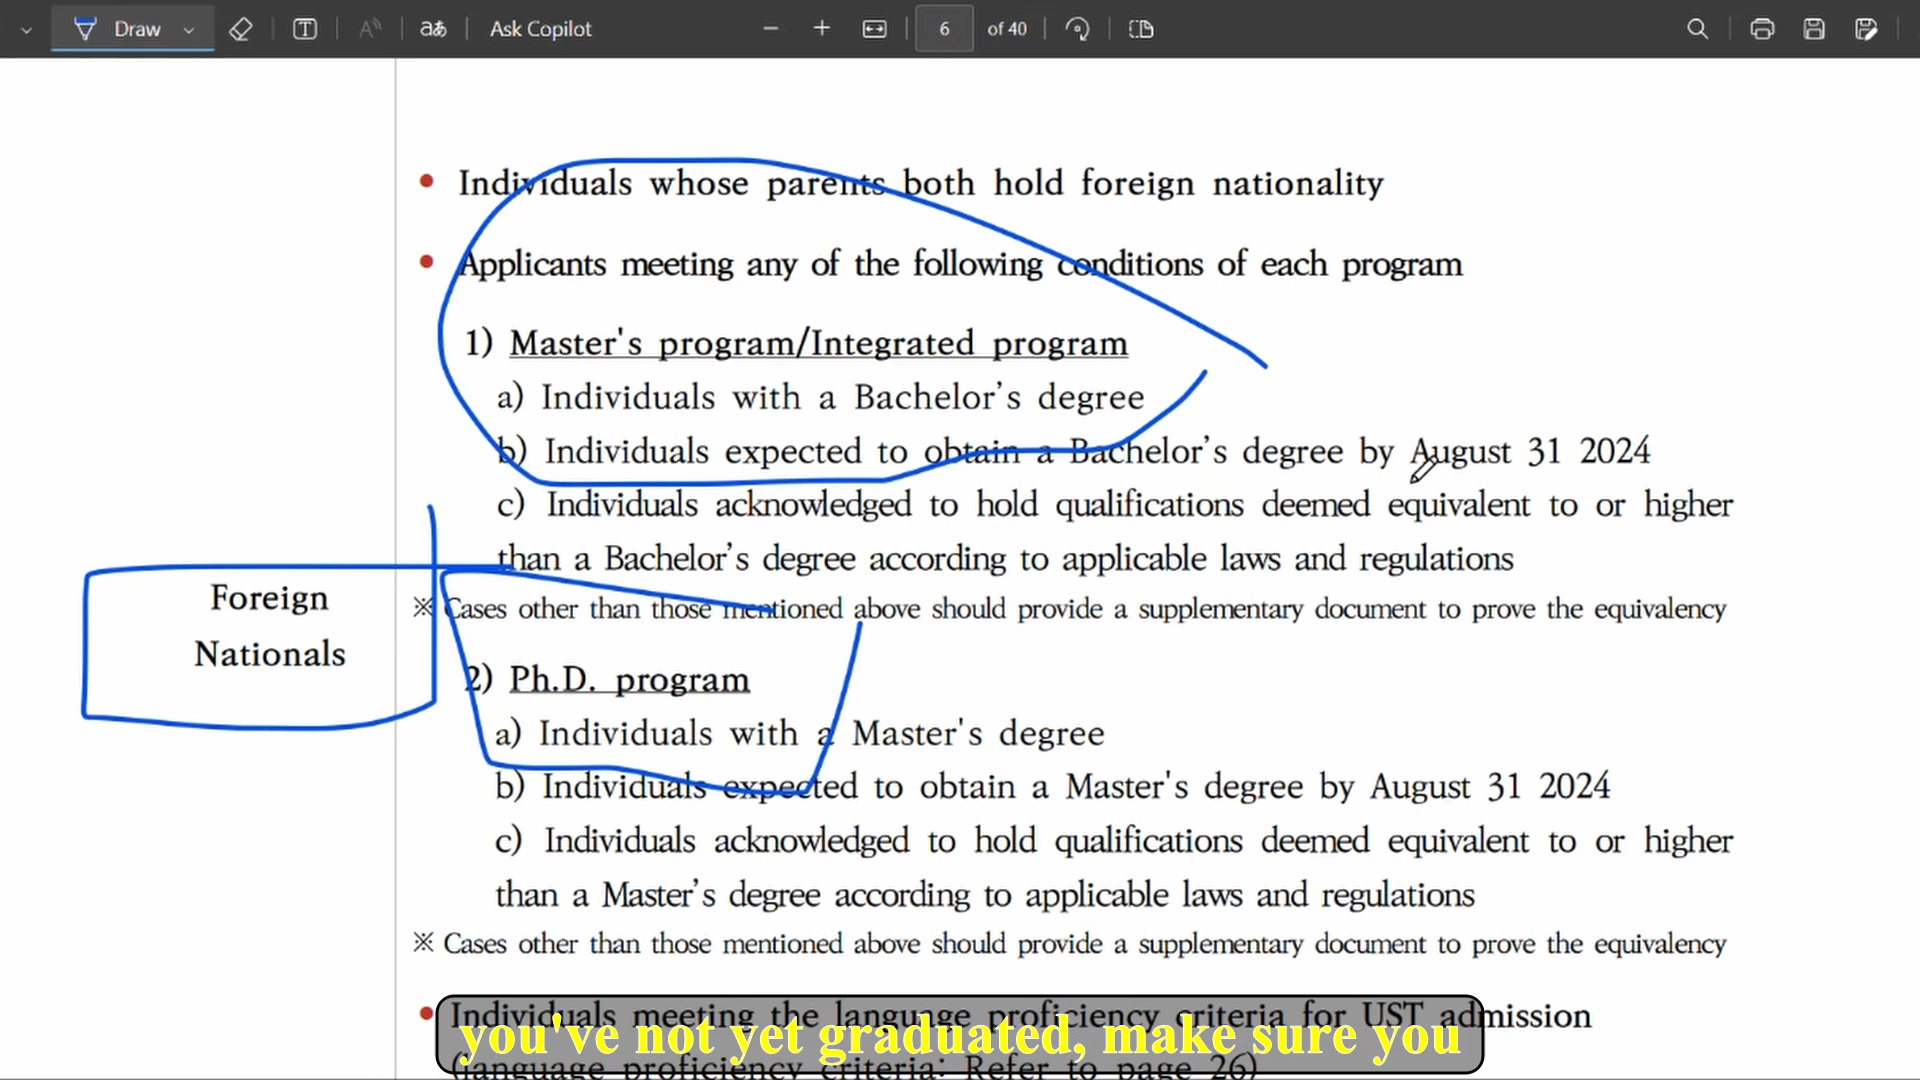 Draw
T
A
aあ
Ask Copilot
6
of 40
• Individuals whose parents both hold foreign nationality
• Applicants meeting any of the following conditions of each program
1) Master's program/Integrated program
a) Individuals with a Bachelor's degree
b) Individuals expected to obtain a Bachelor's degree by August 31 2024
c) Individuals acknowledged to hold qualifications deemed equivalent to or higher
than a Bachelor's degree according to applicable laws and regulations
Foreign
Nationals
※ Cases other than those mentioned above should provide a supplementary document to prove the equivalency
2) Ph.D. program
a) Individuals with a Master's degree
b) Individuals expected to obtain a Master's degree by August 31 2024
c) Individuals acknowledged to hold qualifications deemed equivalent to or higher
than a Master's degree according to applicable laws and regulations
※ Cases other than those mentioned above should provide a supplementary document to prove the equivalency
• Individuals meeting the language proficiency criteria for UST admission
you've not yet graduated, make sure you
(language proficiency criteria: Refer to page 26)